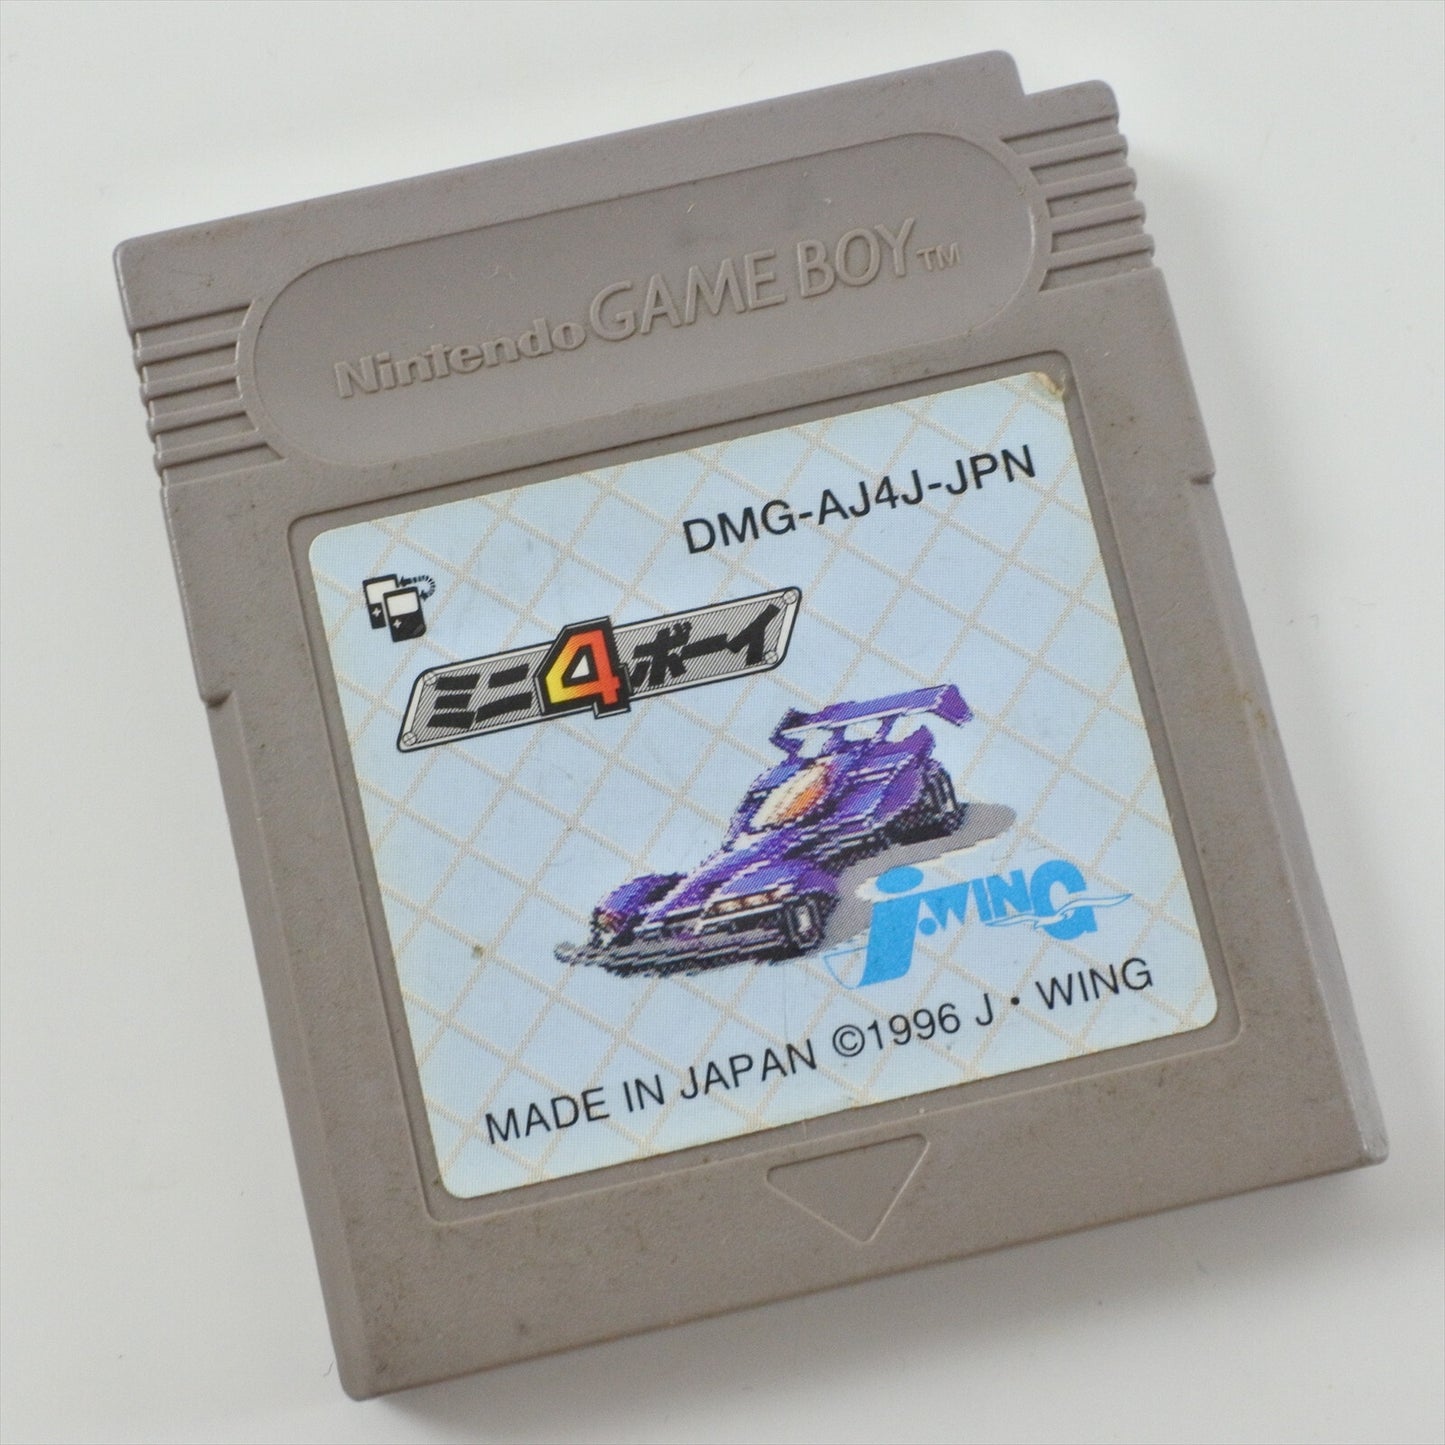 Nintendo GAME BOY™
DMG-AJ4J-JPN
ミニ4ボーイ
J.WING
MADE IN JAPAN ©1996 J・WING